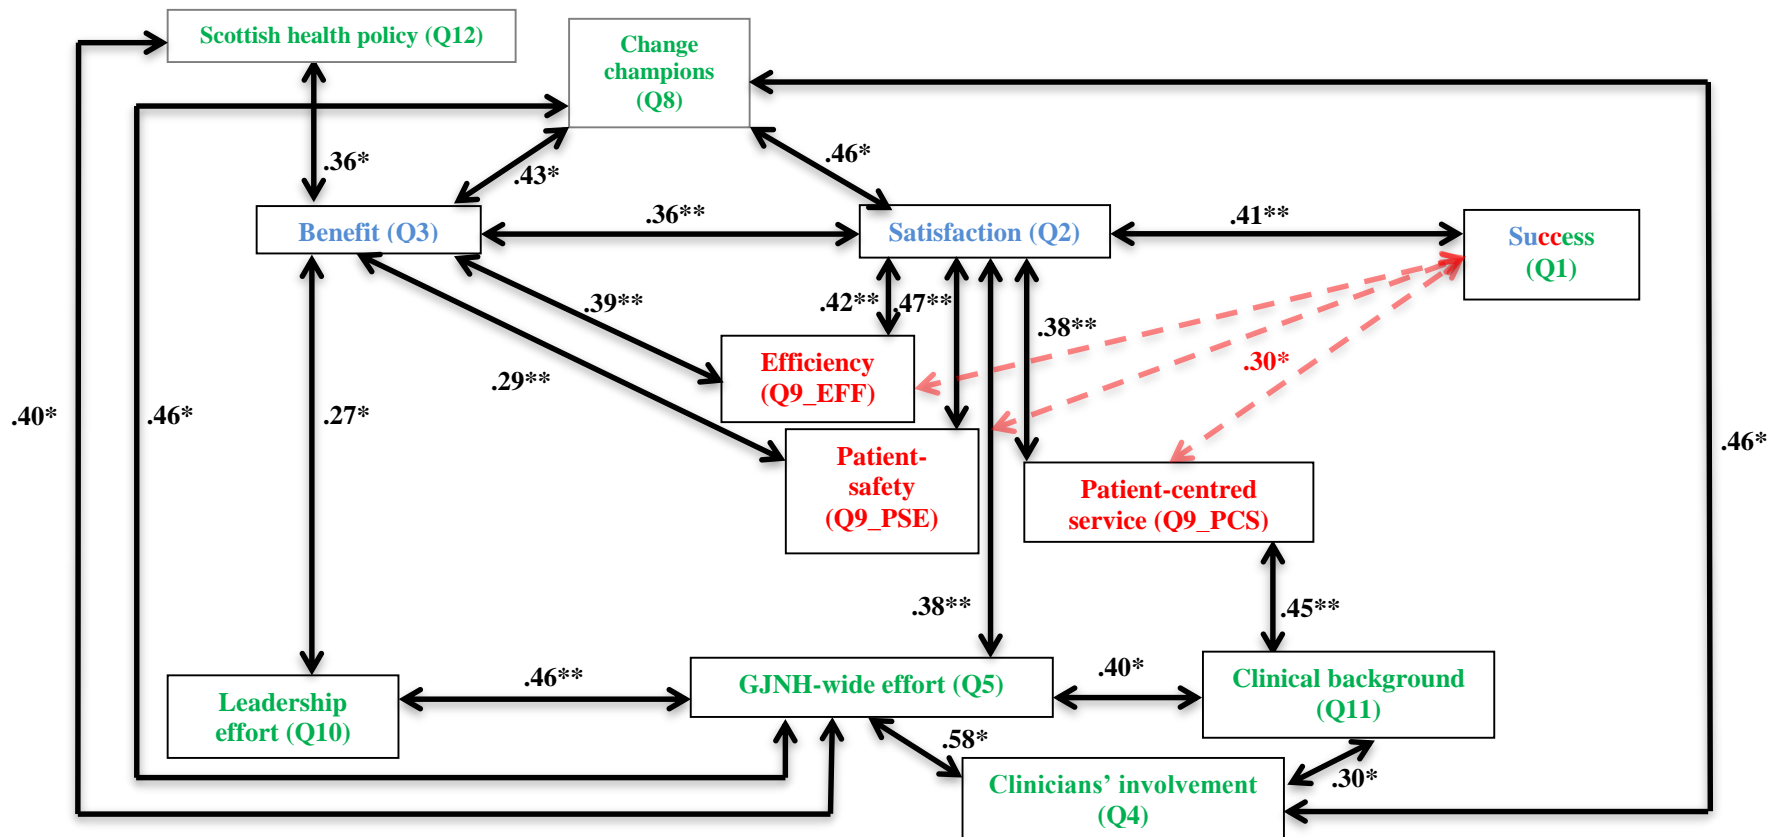 Scottish health policy (Q12)
Change
champions
(Q8)
.36*
.43*
.46*
Benefit (Q3)
.36**
Satisfaction (Q2)
.41**
Success
(Q1)
.39**
.42**
.47**
.38**
Efficiency
(Q9_EFF)
.30*
.29**
.40*
.46*
.27*
.46*
Patient-
safety
(Q9_PSE)
Patient-centred
service (Q9_PCS)
.38**
.45**
Leadership
effort (Q10)
.46**
GJNH-wide effort (Q5)
.40*
Clinical background
(Q11)
.58*
.30*
Clinicians’ involvement
(Q4)